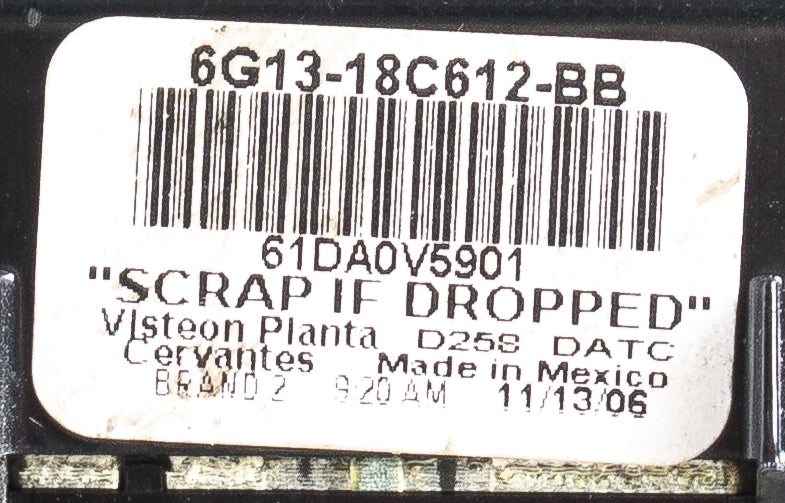 6G13-18C612-BB
61DA0V5901
"SCRAP IF DROPPED"
Visteon Planta D258 DATC
Cervantes Made in Mexico
BRAND 2 9:20 AM 11/13/06